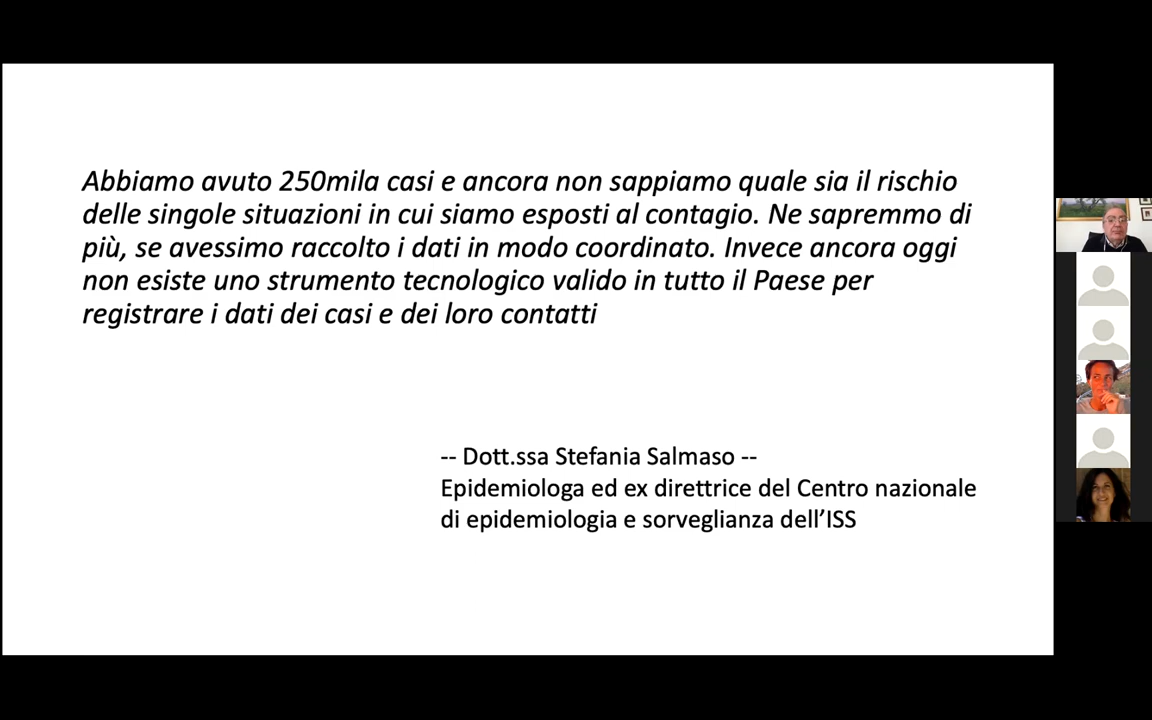 Abbiamo avuto 250mila casi e ancora non sappiamo quale sia il rischio
delle singole situazioni in cui siamo esposti al contagio. Ne sapremmo di
più, se avessimo raccolto i dati in modo coordinato. Invece ancora oggi
non esiste uno strumento tecnologico valido in tutto il Paese per
registrare i dati dei casi e dei loro contatti
-- Dott.ssa Stefania Salmaso --
Epidemiologa ed ex direttrice del Centro nazionale
di epidemiologia e sorveglianza dell’ISS